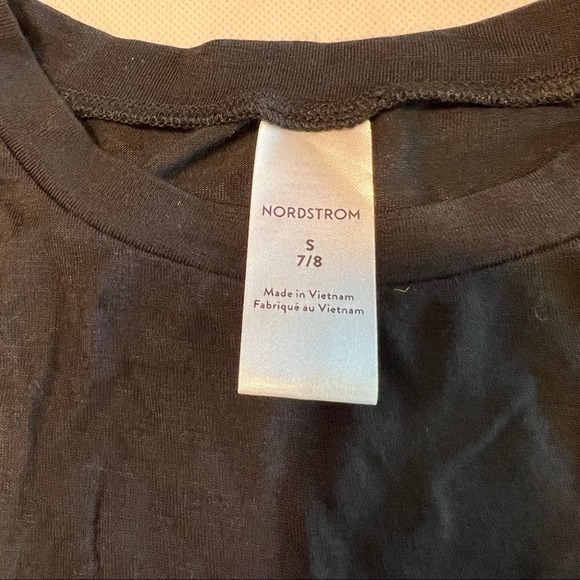 NORDSTROM
S
7/8
Made in Vietnam
Fabriqué au Vietnam